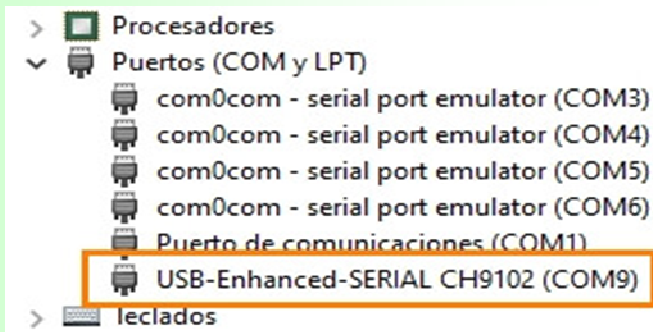 Procesadores
Puertos (COM y LPT)
com0com - serial port emulator (COM3)
com0com - serial port emulator (COM4)
com0com - serial port emulator (COM5)
com0com - serial port emulator (COM6)
Puerto de comunicaciones (COM1)
USB-Enhanced-SERIAL CH9102 (COM9)
Teclados